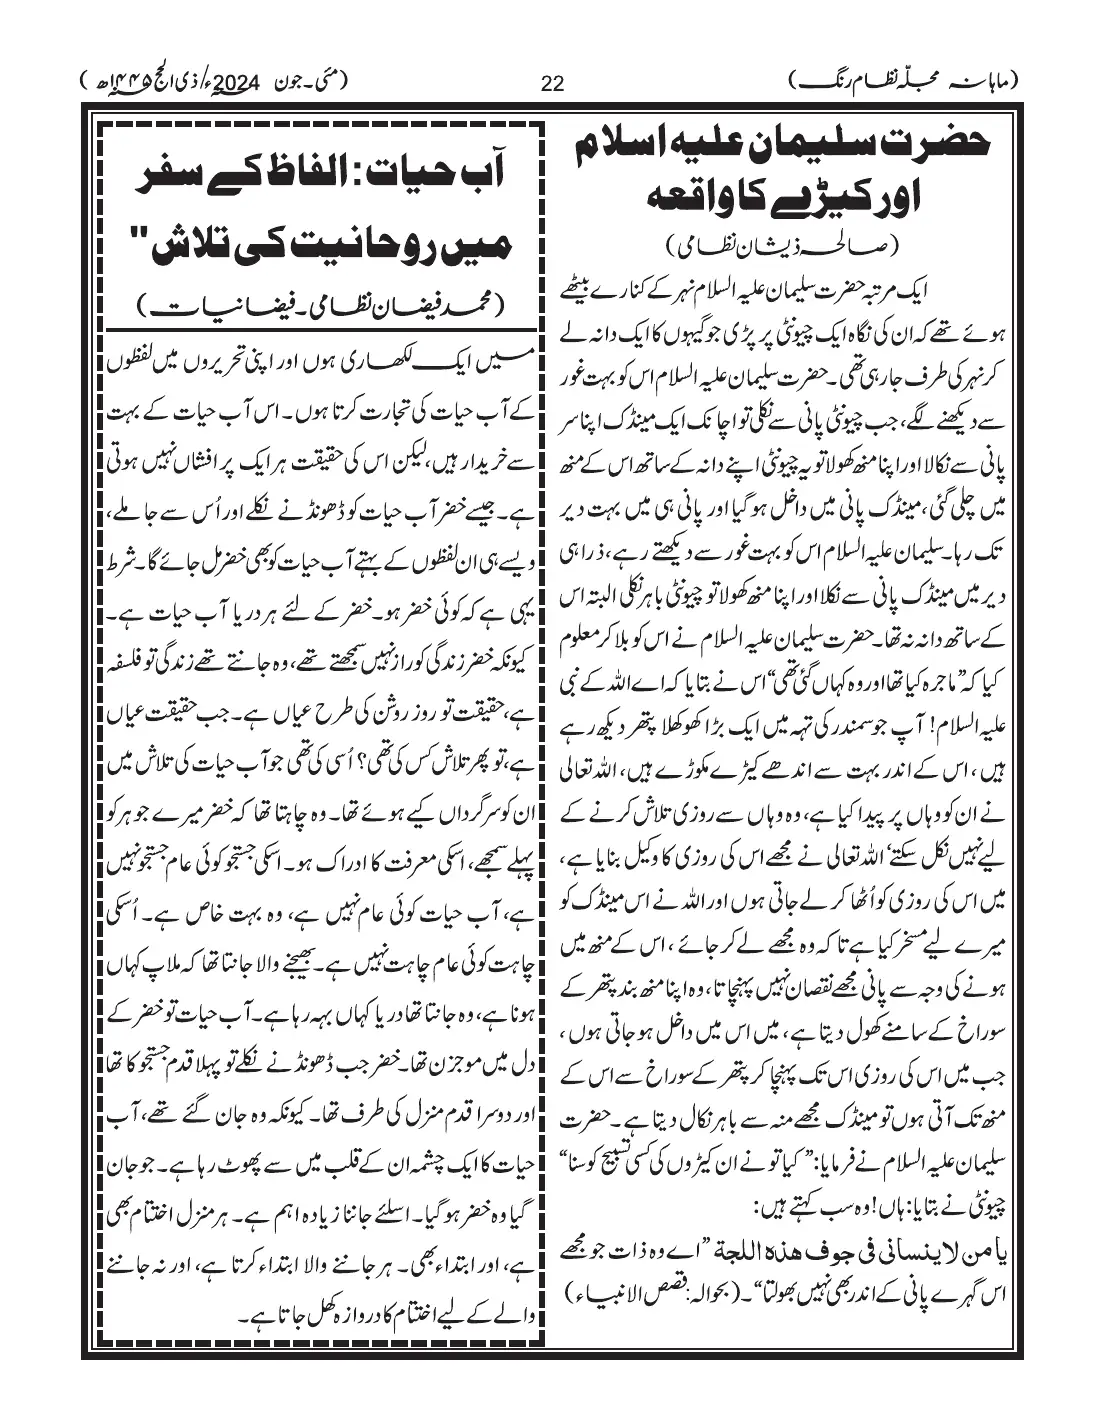 (ماہانہ مجلّہ نظام رنگ)
22
(مئی۔جون 2024ء/ذی الحج ۱۴۴۵ھ )
حضرت سلیمان علیہ اسلام
اور کیڑے کا واقعہ
(صالحہ ذیشان نظامی)
ایک مرتبہ حضرت سلیمان علیہ السلام نہر کے کنارے بیٹھے
ہوئے تھے کہ ان کی نگاہ ایک چیونٹی پر پڑی جو گیہوں کا ایک دانہ لے
کر نہر کی طرف جارہی تھی۔ حضرت سلیمان علیہ السلام اس کو بہت غور
سے دیکھنے لگے، جب چیونٹی پانی سے نکلی تو اچانک ایک مینڈک اپنا سر
پانی سے نکالا اور اپنا منھ کھولا تو یہ چیونٹی اپنے دانہ کے ساتھ اس کے منھ
میں چلی گئی، مینڈک پانی میں داخل ہوگیا اور پانی ہی میں بہت دیر
تک رہا۔ سلیمان علیہ السلام اس کو بہت غور سے دیکھتے رہے، ذرا ہی
دیر میں مینڈک پانی سے نکلا اور اپنا منھ کھولا تو چیونٹی باہر نکلی البتہ اس
کے ساتھ دانہ نہ تھا۔ حضرت سلیمان علیہ السلام نے اس کو بلا کر معلوم
کیا کہ ”ماجرہ کیا تھا اور وہ کہاں گئی تھی“ اس نے بتایا کہ اے اللہ کے نبی
علیہ السلام! آپ جو سمندر کی تہہ میں ایک بڑا کھوکھلا پتھر دیکھ رہے
ہیں، اس کے اندر بہت سے اندھے کیڑے مکوڑے ہیں، اللہ تعالی
نے ان کو وہاں پر پیدا کیا ہے، وہ وہاں سے روزی تلاش کرنے کے
لیے نہیں نکل سکتے‘ اللہ تعالی نے مجھے اس کی روزی کا وکیل بنایا ہے،
میں اس کی روزی کو اُٹھا کر لے جاتی ہوں اور اللہ نے اس مینڈک کو
میرے لیے مسخر کیا ہے تاکہ وہ مجھے لے کر جائے، اس کے منھ میں
ہونے کی وجہ سے پانی مجھے نقصان نہیں پہنچاتا، وہ اپنا منھ بند پتھر کے
سوراخ کے سامنے کھول دیتا ہے، میں اس میں داخل ہو جاتی ہوں،
جب میں اس کی روزی اس تک پہنچا کر پتھر کے سوراخ سے اس کے
منھ تک آتی ہوں تو مینڈک مجھے منہ سے باہر نکال دیتا ہے۔ حضرت
سلیمان علیہ السلام نے فرمایا: ”کیا تو نے ان کیڑوں کی کسی تسبیح کو سنا“
چیونٹی نے بتایا: ہاں! وہ سب کہتے ہیں:
یا من لا ینسانی فی جوف ھذہ اللجة ”اے وہ ذات جو مجھے
اس گہرے پانی کے اندر بھی نہیں بھولتا“۔ (بحوالہ: قصص الانبیاء)
آب حیات: الفاظ کے سفر
میں روحانیت کی تلاش"
(محمد فیضان نظامی۔ فیضانیات)
میں ایک لکھاری ہوں اور اپنی تحریروں میں لفظوں
کے آب حیات کی تجارت کرتا ہوں۔ اس آب حیات کے بہت
سے خریدار ہیں، لیکن اس کی حقیقت ہر ایک پر افشاں نہیں ہوتی
ہے۔ جیسے خضر آب حیات کو ڈھونڈنے نکلے اور اُس سے جا ملے،
ویسے ہی ان لفظوں کے بہتے آب حیات کو بھی خضر مل جائے گا۔ شرط
یہی ہے کہ کوئی خضر ہو۔ خضر کے لئے ہر دریا آب حیات ہے۔
کیونکہ خضر زندگی کو راز نہیں سمجھتے تھے، وہ جانتے تھے زندگی تو فلسفہ
ہے، حقیقت تو روز روشن کی طرح عیاں ہے۔ جب حقیقت عیاں
ہے، تو پھر تلاش کس کی تھی؟ اُسی کی تھی جو آب حیات کی تلاش میں
ان کو سرگرداں کیے ہوئے تھا۔ وہ چاہتا تھا کہ خضر میرے جوہر کو
پہلے سمجھے، اسکی معرفت کا ادراک ہو۔ اسکی جستجو کوئی عام جستجو نہیں
ہے، آب حیات کوئی عام نہیں ہے، وہ بہت خاص ہے۔ اُسکی
چاہت کوئی عام چاہت نہیں ہے۔ بھیجنے والا جانتا تھا کہ ملاپ کہاں
ہونا ہے، وہ جانتا تھا دریا کہاں بہہ رہا ہے۔ آب حیات تو خضر کے
دل میں موجزن تھا۔ خضر جب ڈھونڈنے نکلے تو پہلا قدم جستجو کا تھا
اور دوسرا قدم منزل کی طرف تھا۔ کیونکہ وہ جان گئے تھے، آب
حیات کا ایک چشمہ ان کے قلب میں سے پھوٹ رہا ہے۔ جو جان
گیا وہ خضر ہو گیا۔ اسلئے جاننا زیادہ اہم ہے۔ ہر منزل اختتام بھی
ہے، اور ابتداء بھی۔ ہر جاننے والا ابتداء کرتا ہے، اور نہ جاننے
والے کے لیے اختتام کا دروازہ کھل جاتا ہے۔